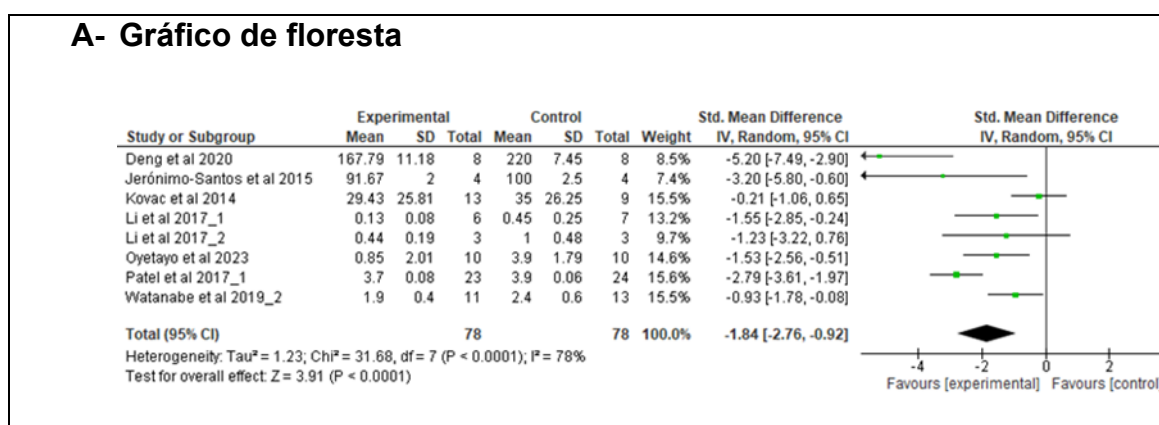 A- Gráfico de floresta
Experimental Control Std. Mean Difference Std. Mean Difference
Study or Subgroup Mean SD Total Mean SD Total Weight IV, Random, 95% CI IV, Random, 95% CI
Deng et al 2020 167.79 11.18 8 220 7.45 8 8.5% -5.20 [-7.49, -2.90]
Jerónimo-Santos et al 2015 91.67 2 4 100 2.5 4 7.4% -3.20 [-5.80, -0.60]
Kovac et al 2014 29.43 25.81 13 35 26.25 9 15.5% -0.21 [-1.06, 0.65]
Li et al 2017_1 0.13 0.08 6 0.45 0.25 7 13.2% -1.55 [-2.85, -0.24]
Li et al 2017_2 0.44 0.19 3 1 0.48 3 9.7% -1.23 [-3.22, 0.76]
Oyetayo et al 2023 0.85 2.01 10 3.9 1.79 10 14.6% -1.53 [-2.56, -0.51]
Patel et al 2017_1 3.7 0.08 23 3.9 0.06 24 15.6% -2.79 [-3.61, -1.97]
Watanabe et al 2019_2 1.9 0.4 11 2.4 0.6 13 15.5% -0.93 [-1.78, -0.08]
Total (95% CI) 78 78 100.0% -1.84 [-2.76, -0.92]
Heterogeneity: Tau² = 1.23; Chi² = 31.68, df = 7 (P < 0.0001); I² = 78%
Test for overall effect: Z = 3.91 (P < 0.0001)
-4 -2 0 2
Favours [experimental] Favours [control